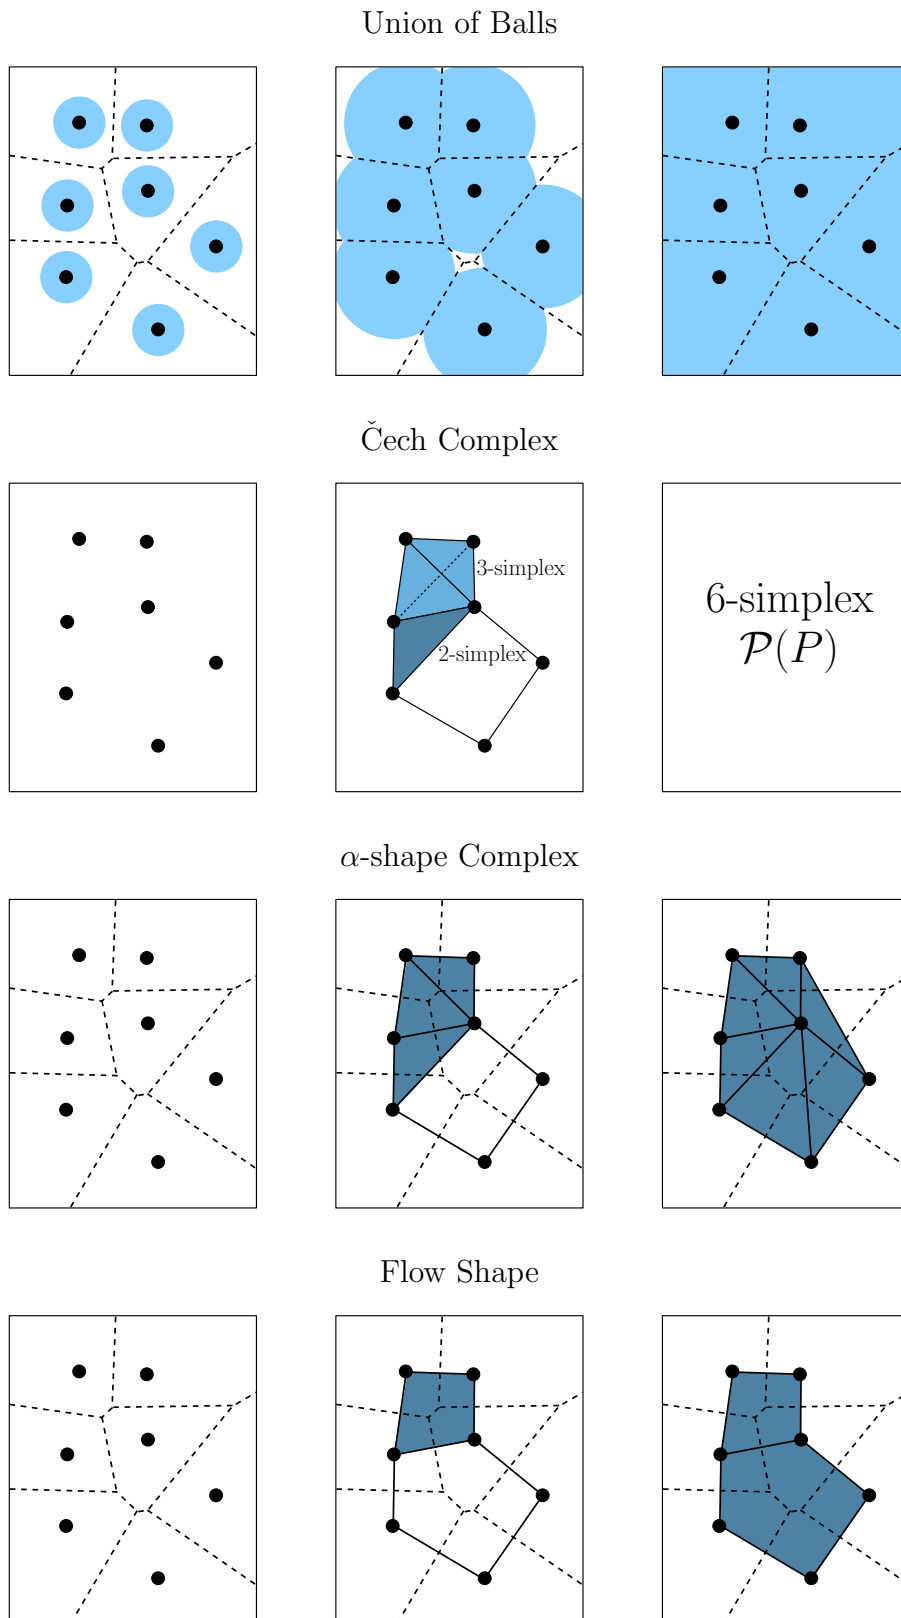 Union of Balls
Čech Complex
3-simplex
2-simplex
6-simplex
𝒫(P)
α-shape Complex
Flow Shape